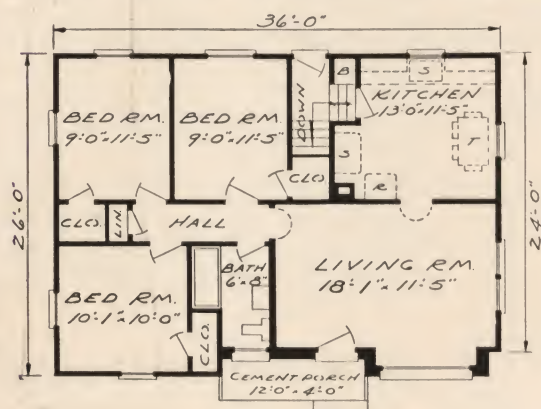 36'-0"
BED RM.
9'-0"x11'-5"
BED RM.
9'-0"x11'-5"
DOWN
B
S
KITCHEN
13'-0"x11'-5"
T
S
R
26'-0"
24'-0"
CLO.
LIN.
HALL
CLO.
BED RM.
10'-1"x10'-0"
CLO.
BATH
6'x8'
LIVING RM.
18'-1"x11'-5"
CEMENT PORCH
12'-0"x4'-0"